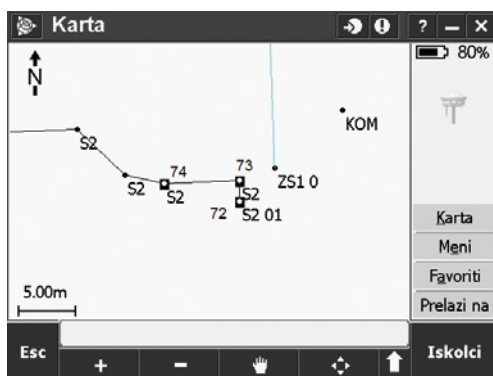 Karta
? – ×
80%
N
KOM
S2
74
73
ZS1 0
S2
S2
S2
72
S2 01
Karta
Meni
Favoriti
Prelazi na
5.00m
Esc
Iskolci
+ –